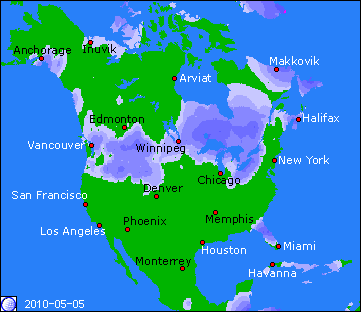 Anchorage
Inuvik
Makkovik
Arviat
Edmonton
Halifax
Vancouver
Winnipeg
New York
Chicago
Denver
San Francisco
Memphis
Phoenix
Los Angeles
Houston
Miami
Monterrey
Havanna
2010-05-05